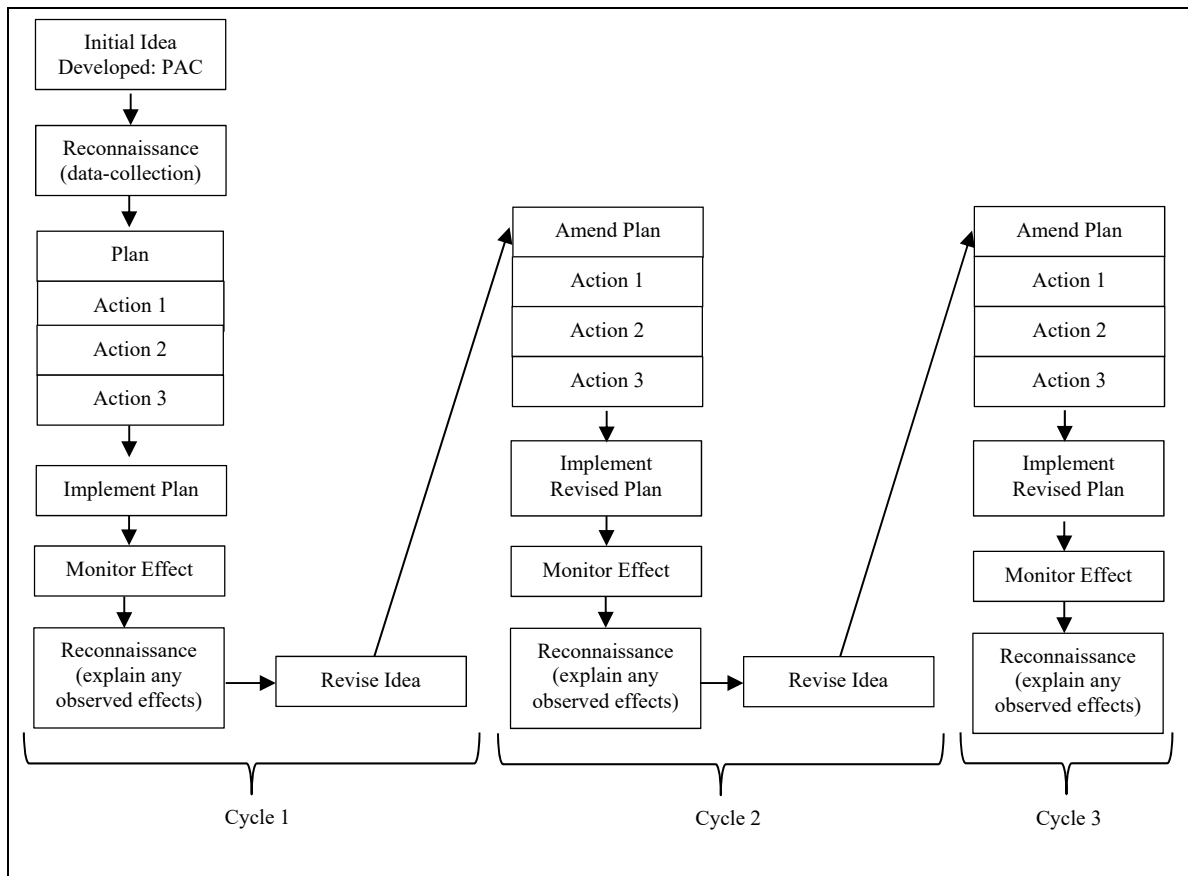 Initial Idea
Developed: PAC
Reconnaissance
(data-collection)
Plan
Action 1
Action 2
Action 3
Implement Plan
Monitor Effect
Reconnaissance
(explain any
observed effects)
Revise Idea
Amend Plan
Action 1
Action 2
Action 3
Implement
Revised Plan
Monitor Effect
Reconnaissance
(explain any
observed effects)
Revise Idea
Amend Plan
Action 1
Action 2
Action 3
Implement
Revised Plan
Monitor Effect
Reconnaissance
(explain any
observed effects)
Cycle 1
Cycle 2
Cycle 3